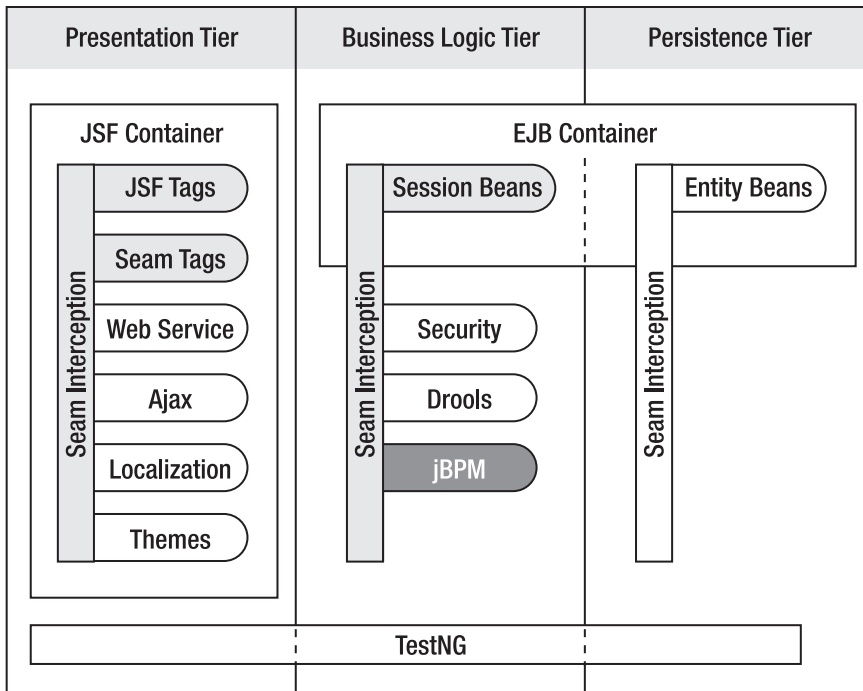 Presentation Tier
Business Logic Tier
Persistence Tier
JSF Container
EJB Container
Seam Interception
JSF Tags
Seam Tags
Web Service
Ajax
Localization
Themes
Seam Interception
Session Beans
Security
Drools
jBPM
Seam Interception
Entity Beans
TestNG